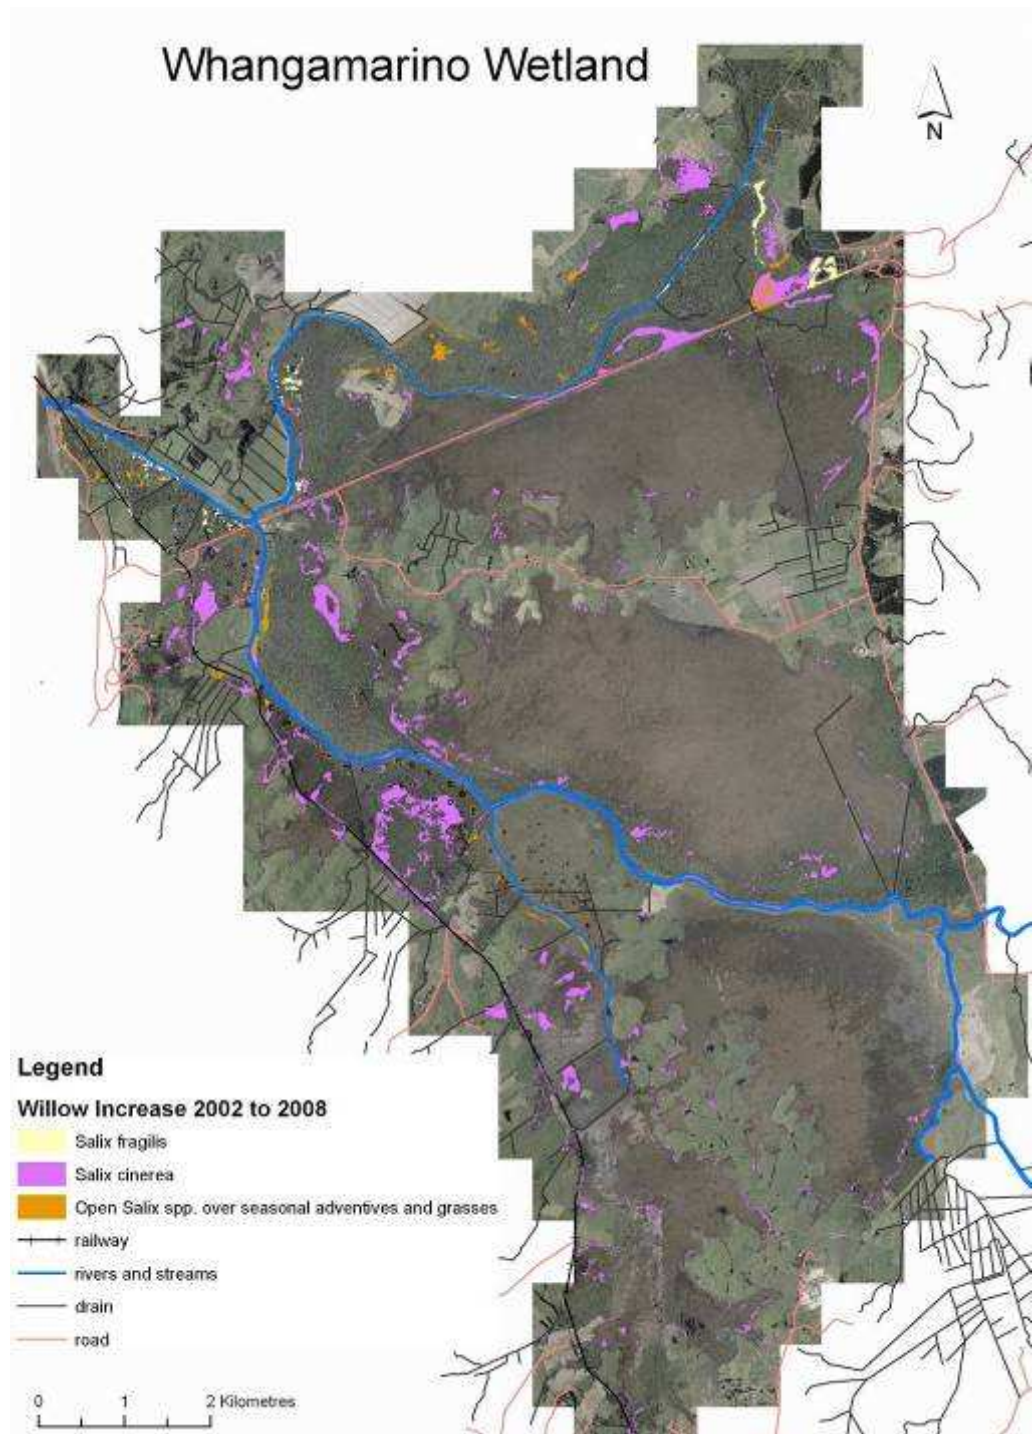 Whangamarino Wetland
N
Legend
Willow Increase 2002 to 2008
Salix fragilis
Salix cinerea
Open Salix spp. over seasonal adventives and grasses
railway
rivers and streams
drain
road
0 1 2 Kilometres